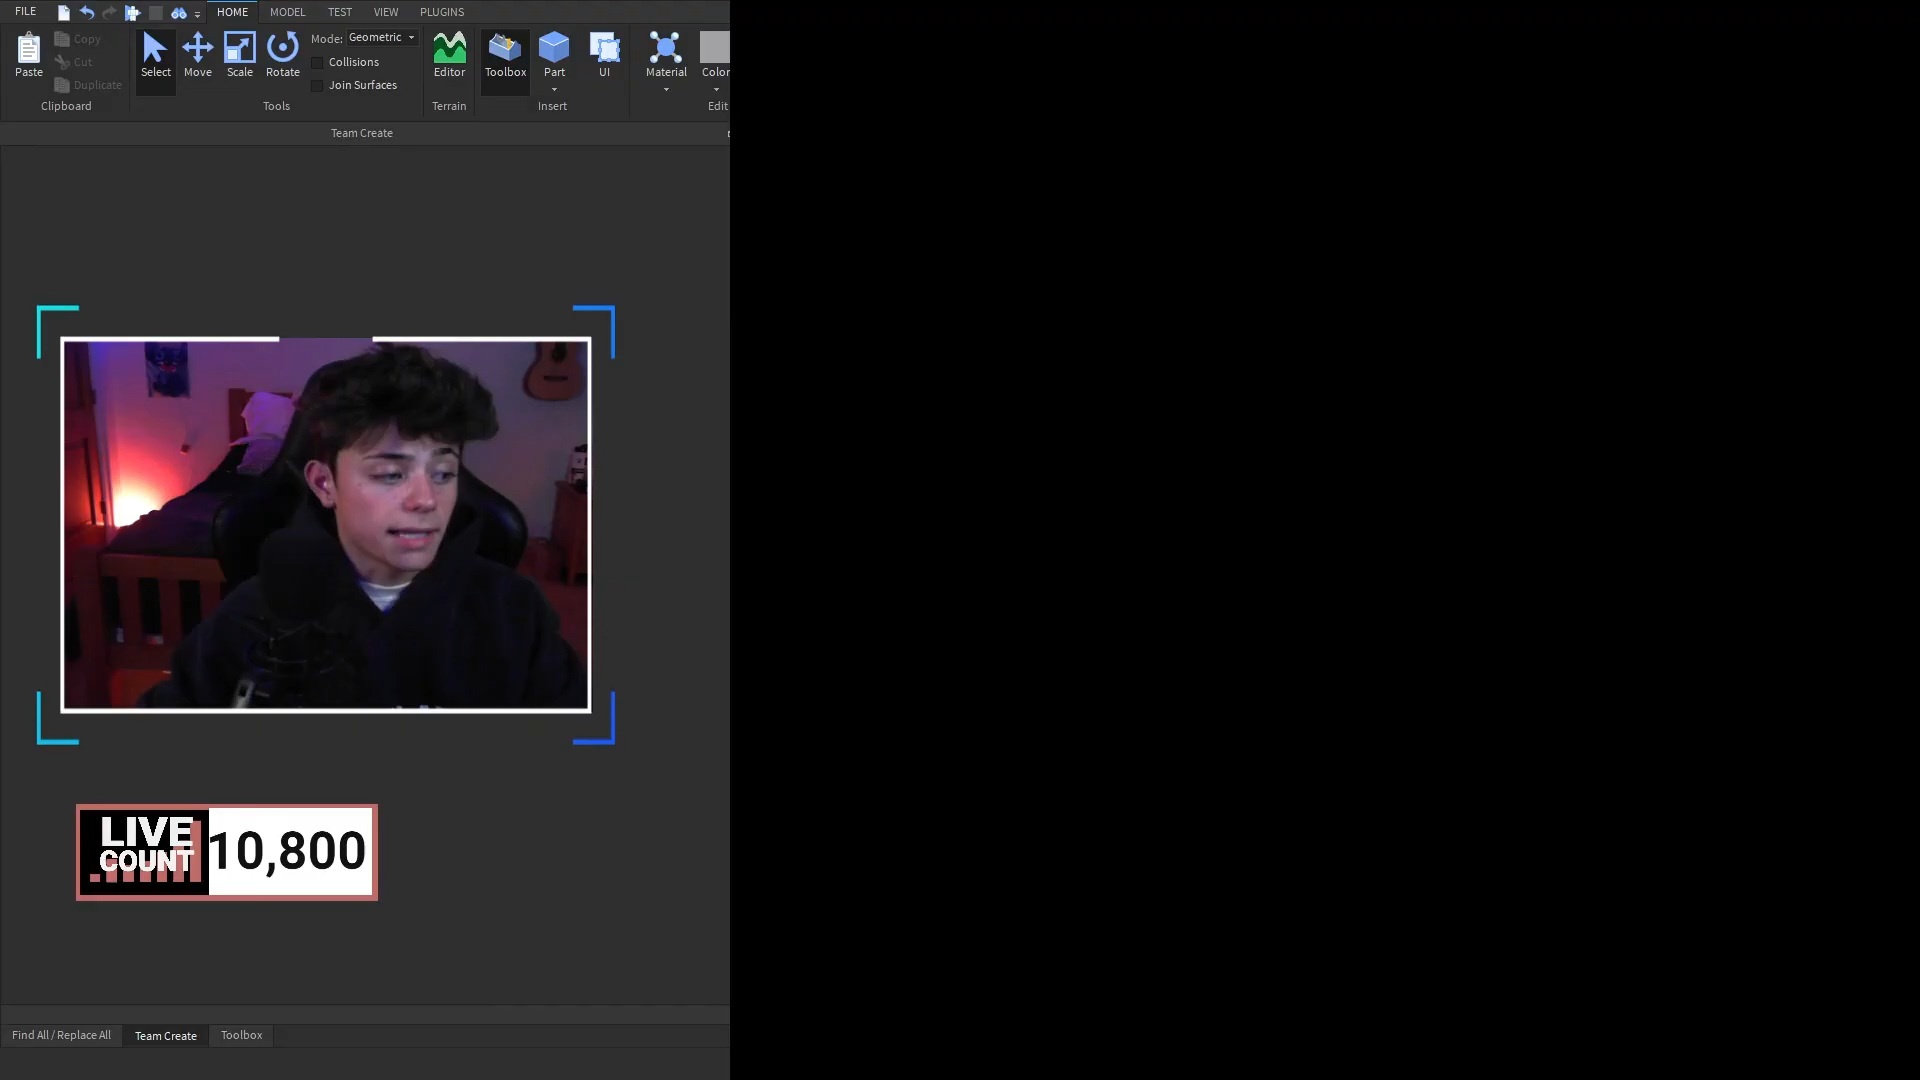 FILE HOME MODEL TEST VIEW PLUGINS
Paste Copy Cut Duplicate
Clipboard
Select Move Scale Rotate
Mode: Geometric
Collisions
Join Surfaces
Tools
Editor
Terrain
Toolbox Part UI
Insert
Material Color
Edit
Team Create
LIVE
COUNT
10,800
Find All / Replace All Team Create Toolbox